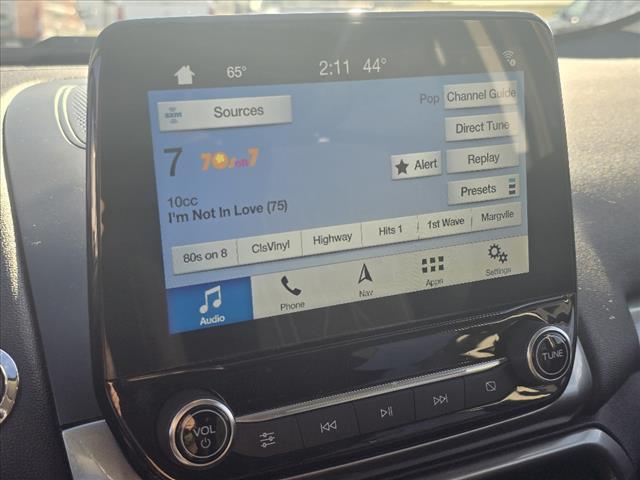 65° 2:11 44°
sxm Sources Pop Channel Guide
Direct Tune
7 70s on 7 Alert Replay
10cc Presets
I'm Not In Love (75)
80s on 8 ClsVinyl Highway Hits 1 1st Wave Margvlle
Audio Phone Nav Apps Settings
VOL TUNE